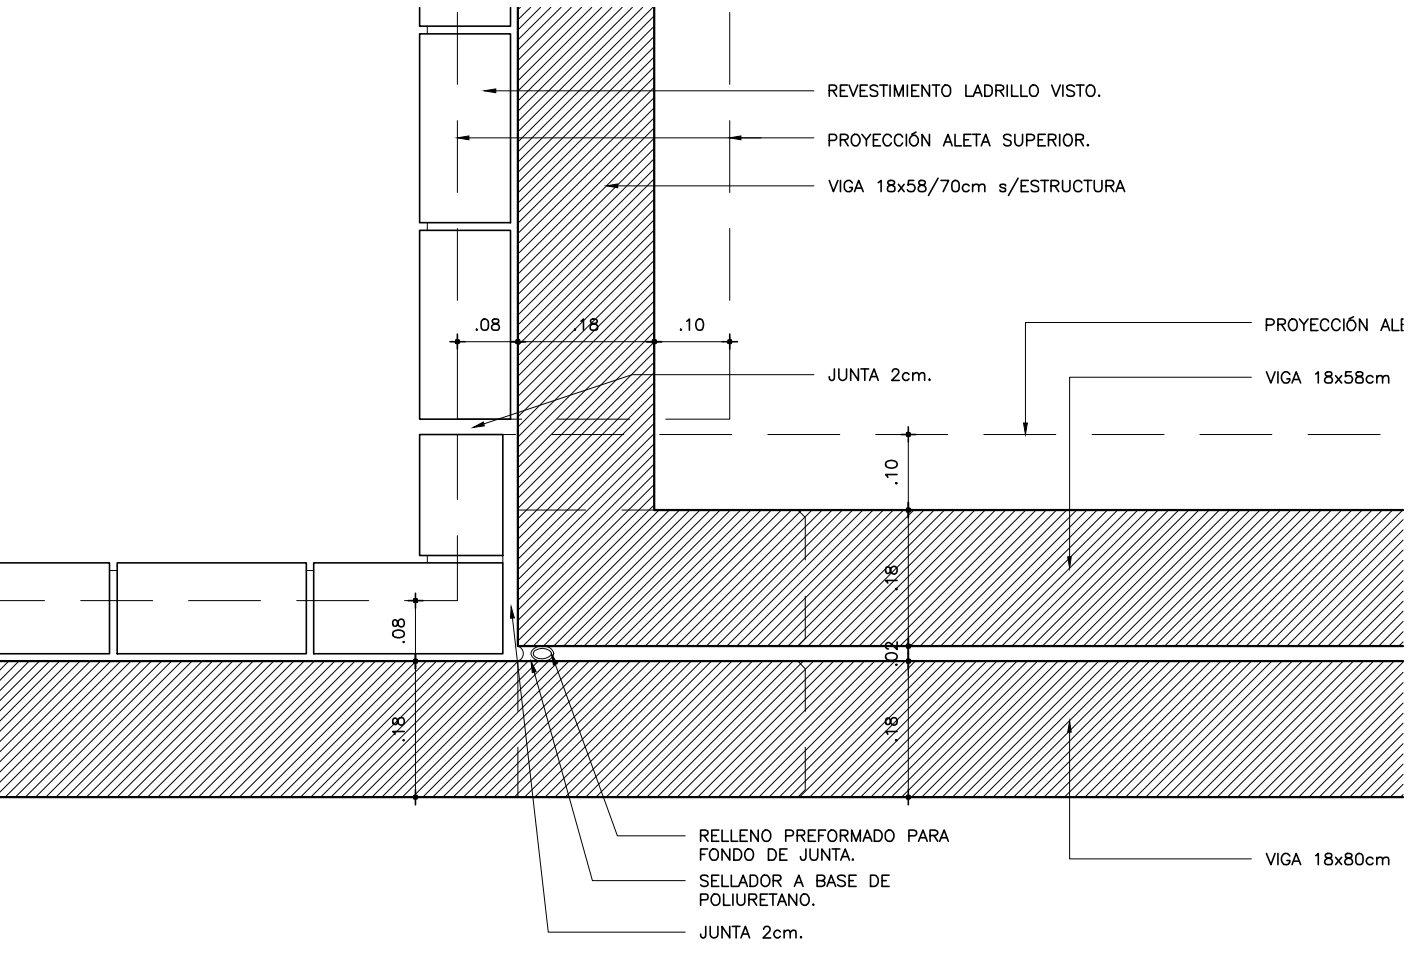 REVESTIMIENTO LADRILLO VISTO.
PROYECCIÓN ALETA SUPERIOR.
VIGA 18x58/70cm s/ESTRUCTURA
.08
.18
.10
PROYECCIÓN
JUNTA 2cm.
VIGA 18x58cm
.10
.18
.08
.02
.18
.18
RELLENO PREFORMADO PARA
FONDO DE JUNTA.
SELLADOR A BASE DE
POLIURETANO.
JUNTA 2cm.
VIGA 18x80cm